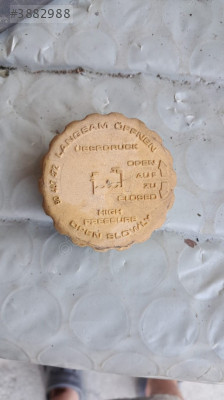 #3882988
LANGSAM ÖFFNEN
ÜBERDRUCK
OPEN
AUF
ZU
CLOSED
HIGH
PRESSURE
OPEN SLOWLY